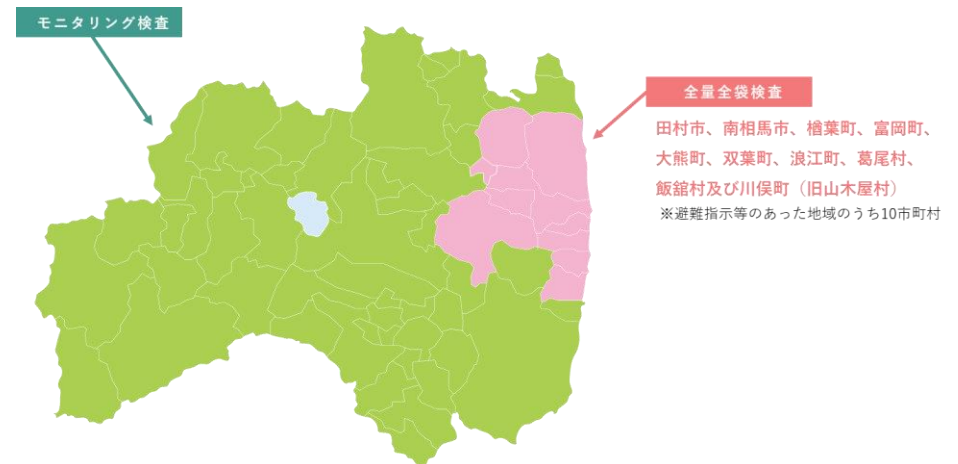 モニタリング検査
全量全袋検査
田村市、南相馬市、楢葉町、富岡町、
大熊町、双葉町、浪江町、葛尾村、
飯舘村及び川俣町（旧山木屋村）
※避難指示等のあった地域のうち10市町村